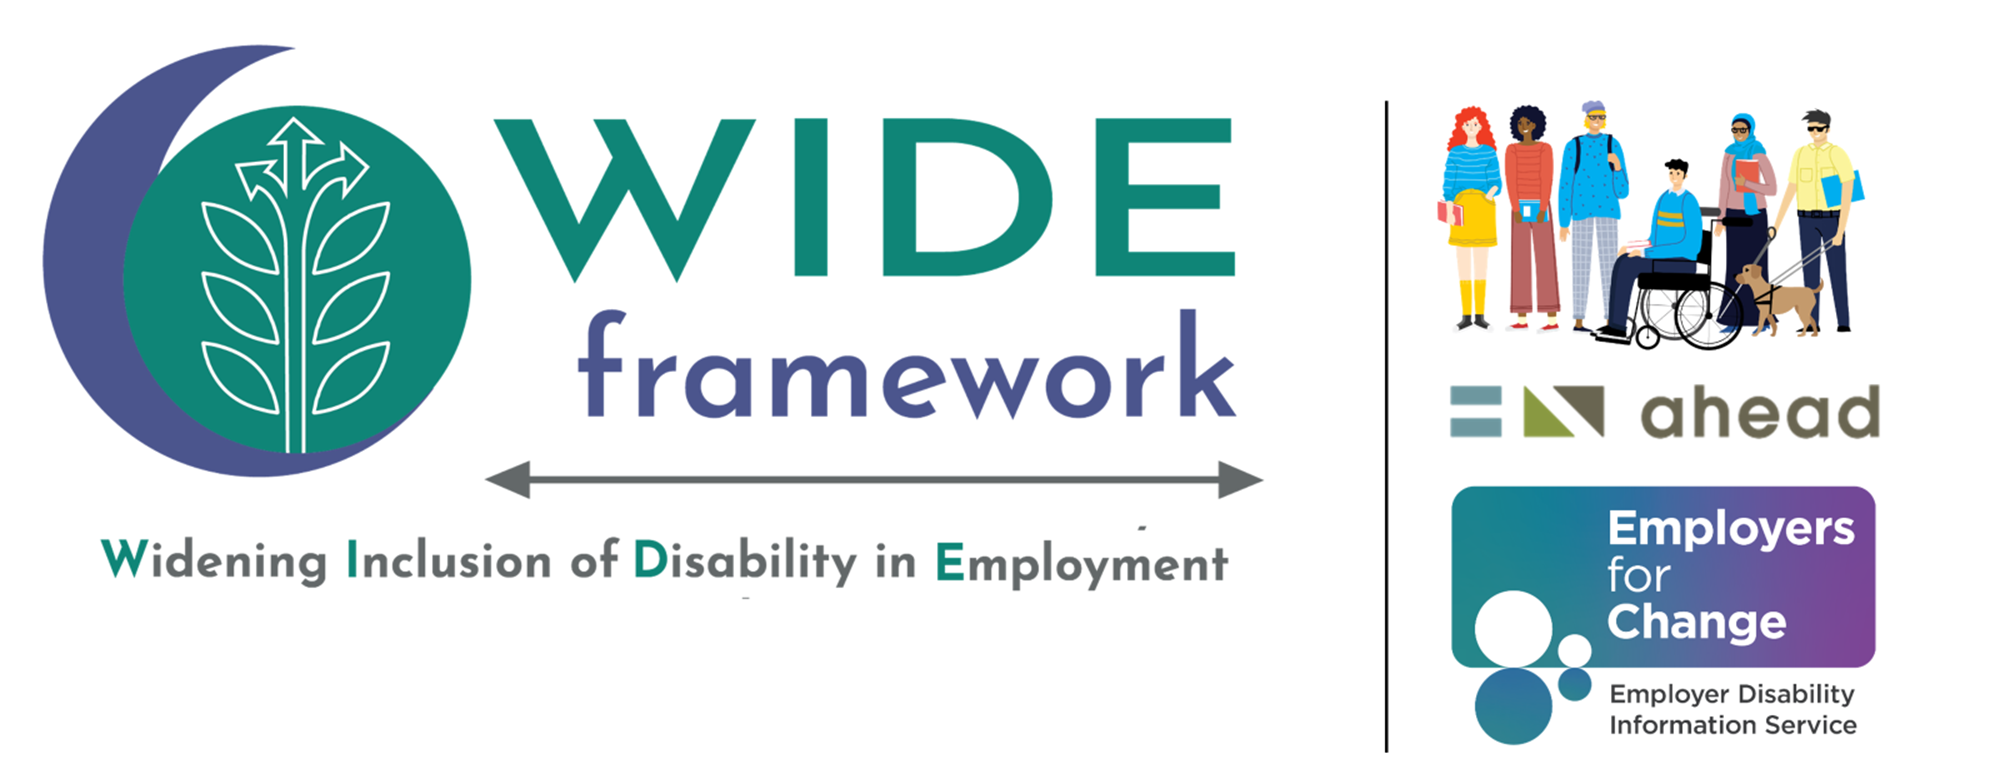 WIDE
framework
Widening Inclusion of Disability in Employment
ahead
Employers
for
Change
Employer Disability
Information Service